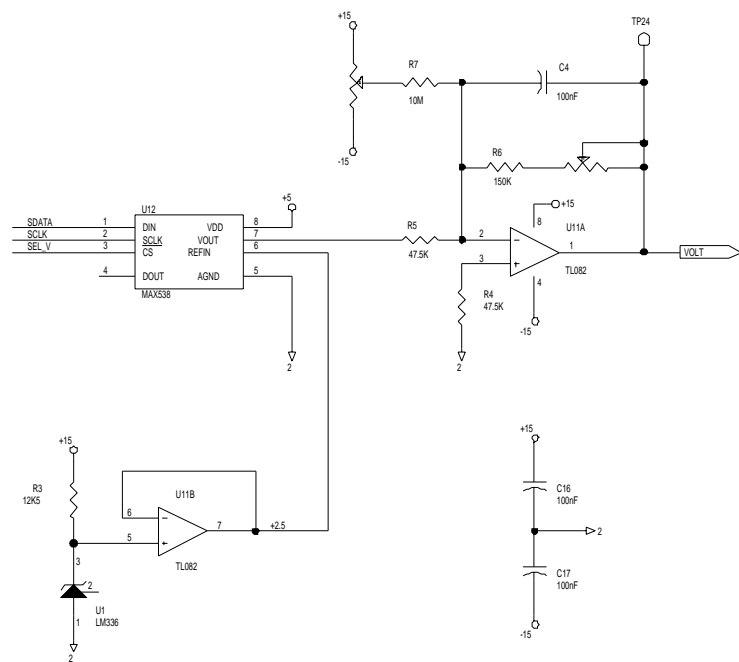 +15
TP24
R7
C4
10M
100nF
-15
R6
150K
+15
8
U11A
U12
+5
SDATA
1
DIN
VDD
8
R5
SCLK
2
SCLK
VOUT
7
2
-
1
VOLT
SEL_V
3
CS
REFIN
6
47.5K
3
+
TL082
4
DOUT
AGND
5
R4
47.5K
4
MAX538
-15
2
2
+15
+15
R3
12K5
U11B
C16
100nF
6
-
7
+2.5
2
5
+
TL082
3
C17
100nF
2
U1
LM336
1
-15
2